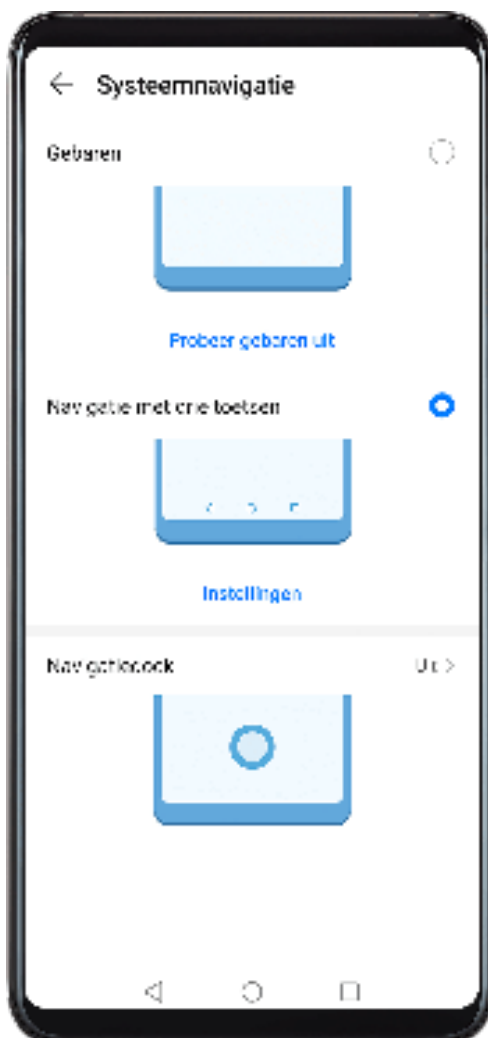 Systeemnavigatie
Gebaren
Probeer gebaren uit
Navigatie met drie toetsen
Instellingen
Navigatiedock
Uit